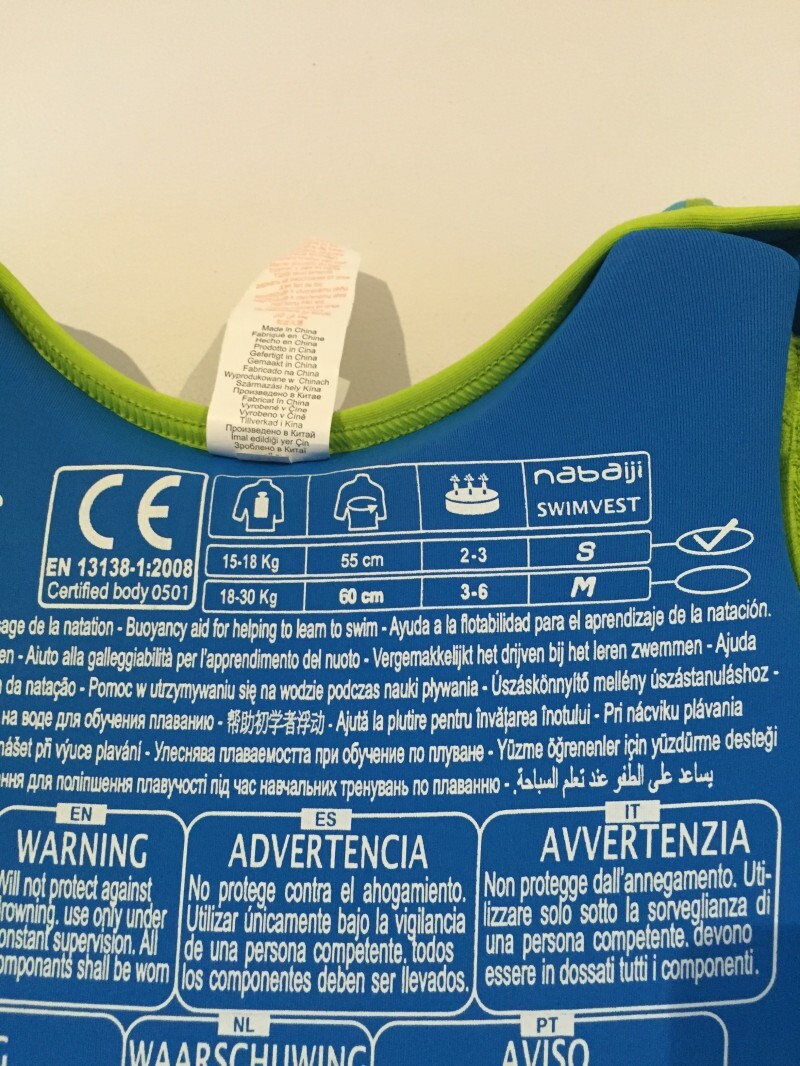 Made in China
Fabriqué en Chine
Hecho en China
Prodotto in Cina
Gefertigt in China
Gemaakt in China
Fabricado na China
Wyprodukowane w Chinach
Származási hely Kína
Произведено в Китае
Fabricat în China
Vyrobené v Číne
Vyrobeno v Číně
Tillverkad i Kina
Произведено в Китай
İmal edildiği yer Çin
Зроблено в Китаї
CE
EN 13138-1:2008
Certified body 0501
nabaiji
SWIMVEST
15-18 Kg 55 cm 2-3 S
18-30 Kg 60 cm 3-6 M
sage de la natation - Buoyancy aid for helping to learn to swim - Ayuda a la flotabilidad para el aprendizaje de la natación.
en - Aiuto alla galleggiabilità per l'apprendimento del nuoto - Vergemakkelijkt het drijven bij het leren zwemmen - Ajuda
da natação - Pomoc w utrzymywaniu się na wodzie podczas nauki pływania - Úszáskönnyítő mellény úszástanuláshoz -
на воде для обучения плаванию - 帮助初学者浮动 - Ajută la plutire pentru învăţarea înotului - Pri nácviku plávania
nášet při výuce plavání - Улеснява плаваемостта при обучение по плуване - Yüzme öğrenenler için yüzdürme desteği
ння для поліпшення плавучості під час навчальних тренувань по плаванню - يساعد على الطفو عند تعلم السباحة.
EN
WARNING
Will not protect against
drowning. use only under
constant supervision. All
componants shall be worn
ES
ADVERTENCIA
No protege contra el ahogamiento.
Utilizar únicamente bajo la vigilancia
de una persona competente. todos
los componentes deben ser llevados.
IT
AVVERTENZIA
Non protegge dall'annegamento. Uti-
lizzare solo sotto la sorveglianza di
una persona competente. devono
essere in dossati tutti i componenti.
NL
WAARSCHUWING
PT
AVISO